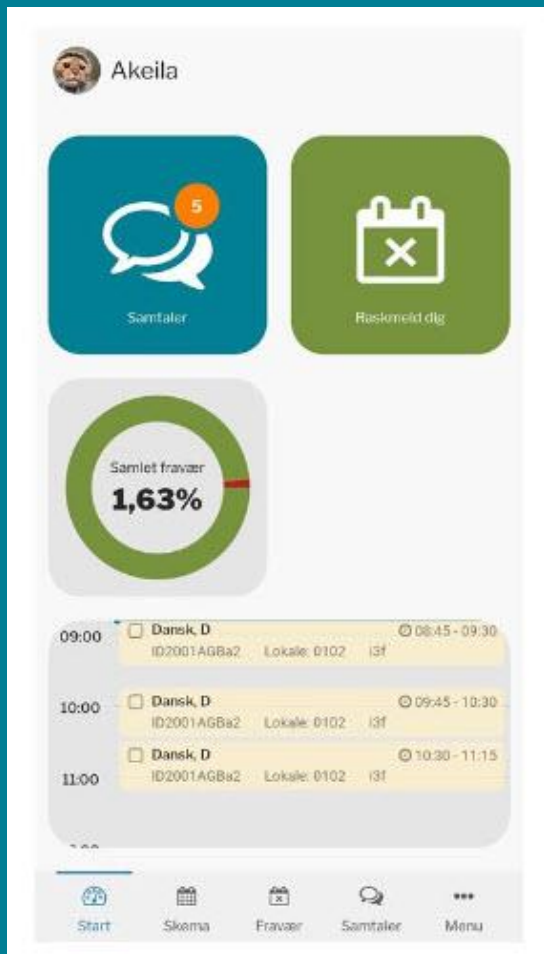 Akeila
5
Samtaler
Raskmeld dig
Samlet fravær
1,63%
09:00
Dansk, D
08:45 - 09:30
ID2001AGBa2 Lokale: 0102 i3f
10:00
Dansk, D
09:45 - 10:30
ID2001AGBa2 Lokale: 0102 i3f
Dansk, D
10:30 - 11:15
11:00
ID2001AGBa2 Lokale: 0102 i3f
Start Skema Fravær Samtaler Menu